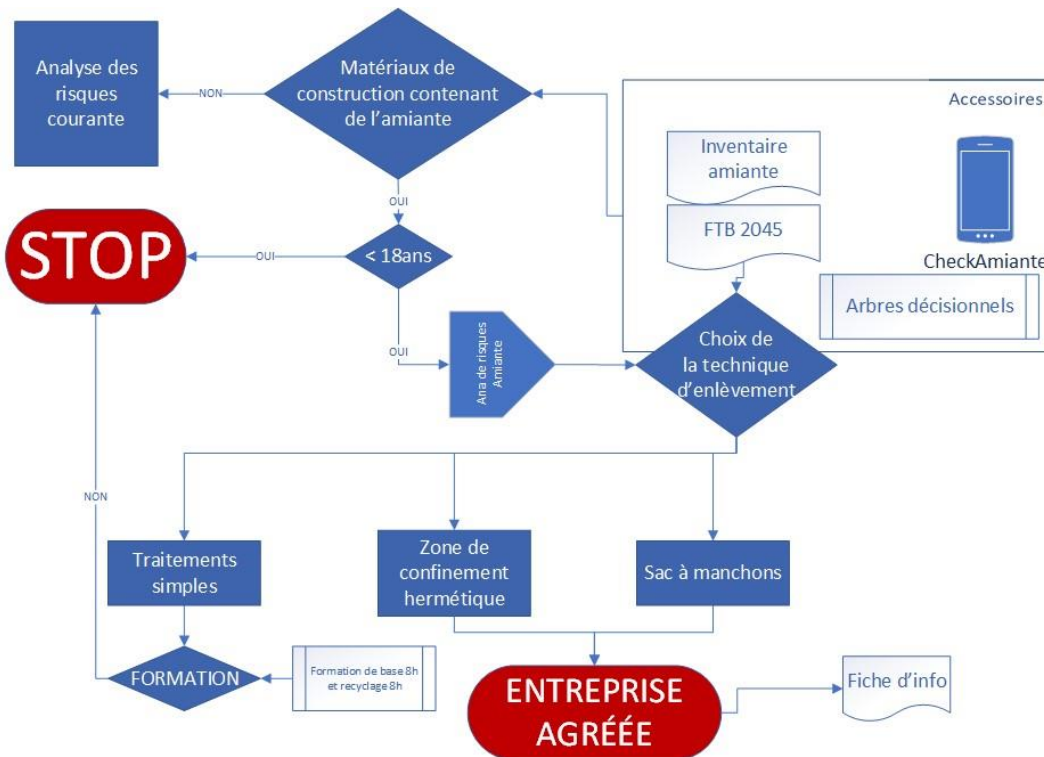 Analyse des
risques
courante
NON
Matériaux de
construction contenant
de l’amiante
Accessoires
Inventaire
amiante
FTB 2045
CheckAmiante
Arbres décisionnels
OUI
STOP
OUI
< 18ans
OUI
Ana de risques
Amiante
Choix de
la technique
d’enlèvement
NON
Traitements
simples
Zone de
confinement
hermétique
Sac à manchons
FORMATION
Formation de base 8h
et recyclage 8h
ENTREPRISE
AGRÉÉE
Fiche d’info